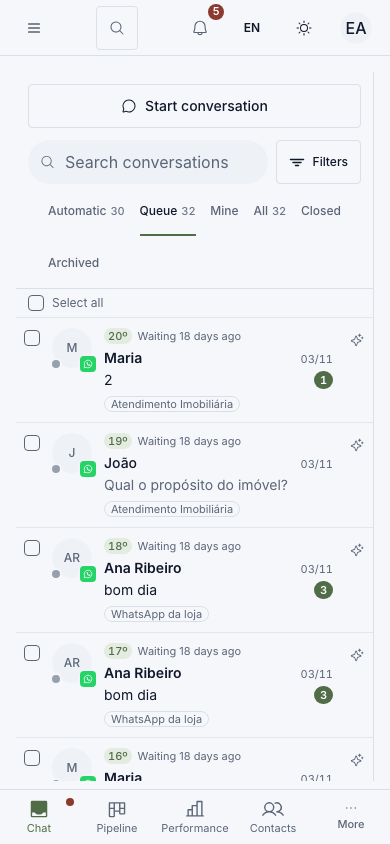 5
EN
EA
Start conversation
Search conversations
Filters
Automatic 30
Queue 32
Mine
All 32
Closed
Archived
Select all
M
20º Waiting 18 days ago
Maria
03/11
2
1
Atendimento Imobiliária
J
19º Waiting 18 days ago
João
03/11
Qual o propósito do imóvel?
Atendimento Imobiliária
AR
18º Waiting 18 days ago
Ana Ribeiro
03/11
bom dia
3
WhatsApp da loja
AR
17º Waiting 18 days ago
Ana Ribeiro
03/11
bom dia
3
WhatsApp da loja
M
16º Waiting 18 days ago
Maria
03/11
Chat
Pipeline
Performance
Contacts
More